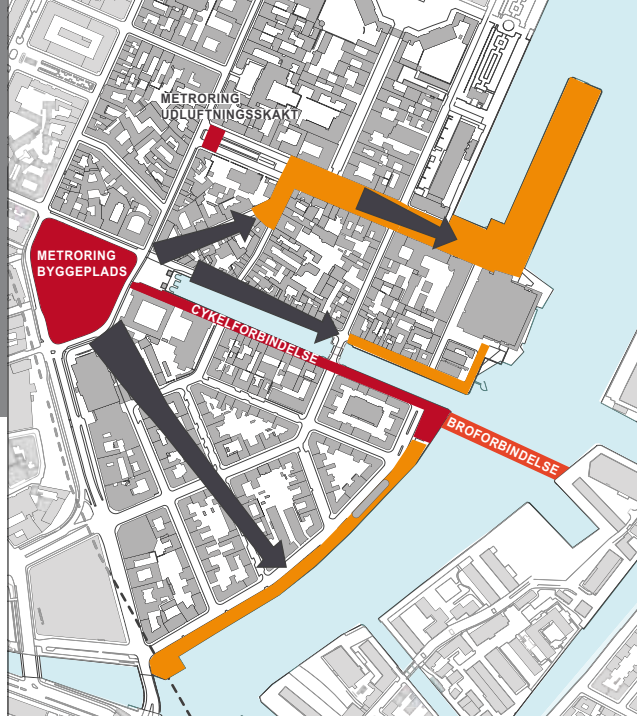 METRORING
UDLUFTNINGSSKAKT
METRORING
BYGGEPLADS
CYKELFORBINDELSE
BROFORBINDELSE